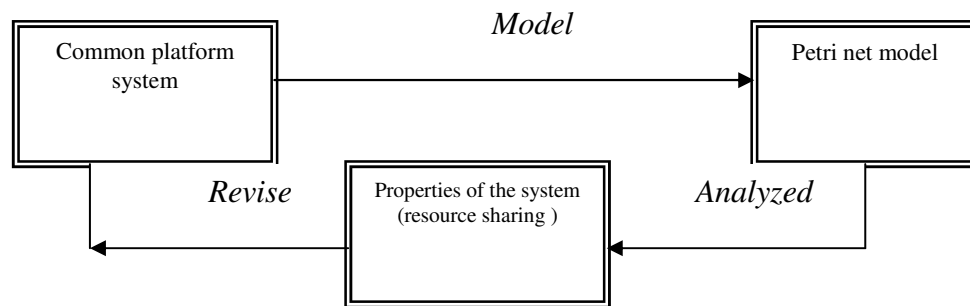 Model
Common platform
system
Petri net model
Revise
Properties of the system
(resource sharing )
Analyzed